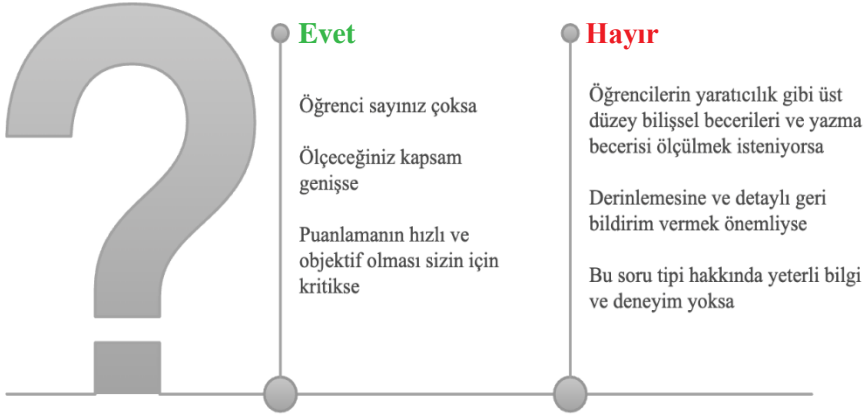 Evet
Öğrenci sayınız çoksa
Ölçeceğiniz kapsam
genişse
Puanlamanın hızlı ve
objektif olması sizin için
kritikse
Hayır
Öğrencilerin yaratıcılık gibi üst
düzey bilişsel becerileri ve yazma
becerisi ölçülmek isteniyorsa
Derinlemesine ve detaylı geri
bildirim vermek önemliyse
Bu soru tipi hakkında yeterli bilgi
ve deneyim yoksa